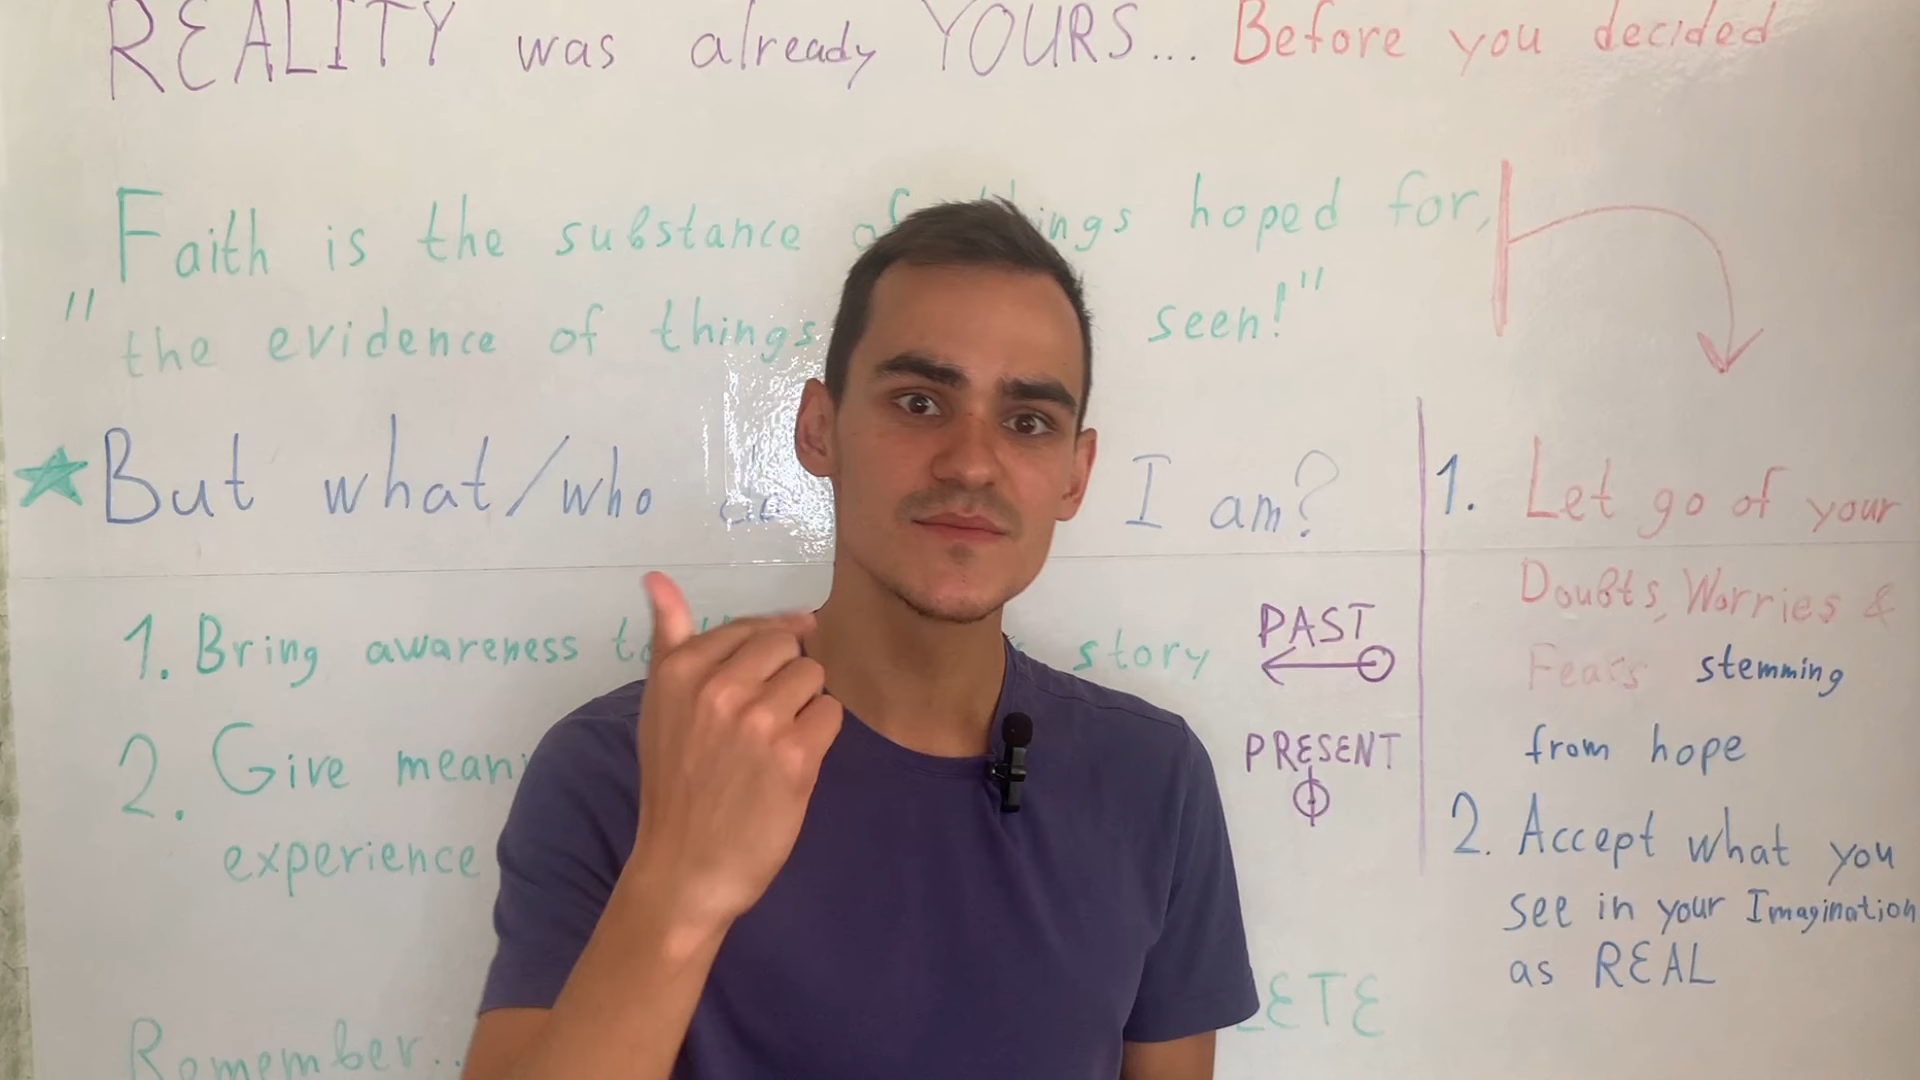 REALITY was already YOURS... Before you decided
Faith is the substance of things hoped for,
" the evidence of things seen!"
But what/who I am?
1. Bring awareness story
2. Give
experience
Remember..
PAST
PRESENT
1. Let go of your
Doubts, Worries &
Fears stemming
from hope
2. Accept what you
see in your Imagination
as REAL